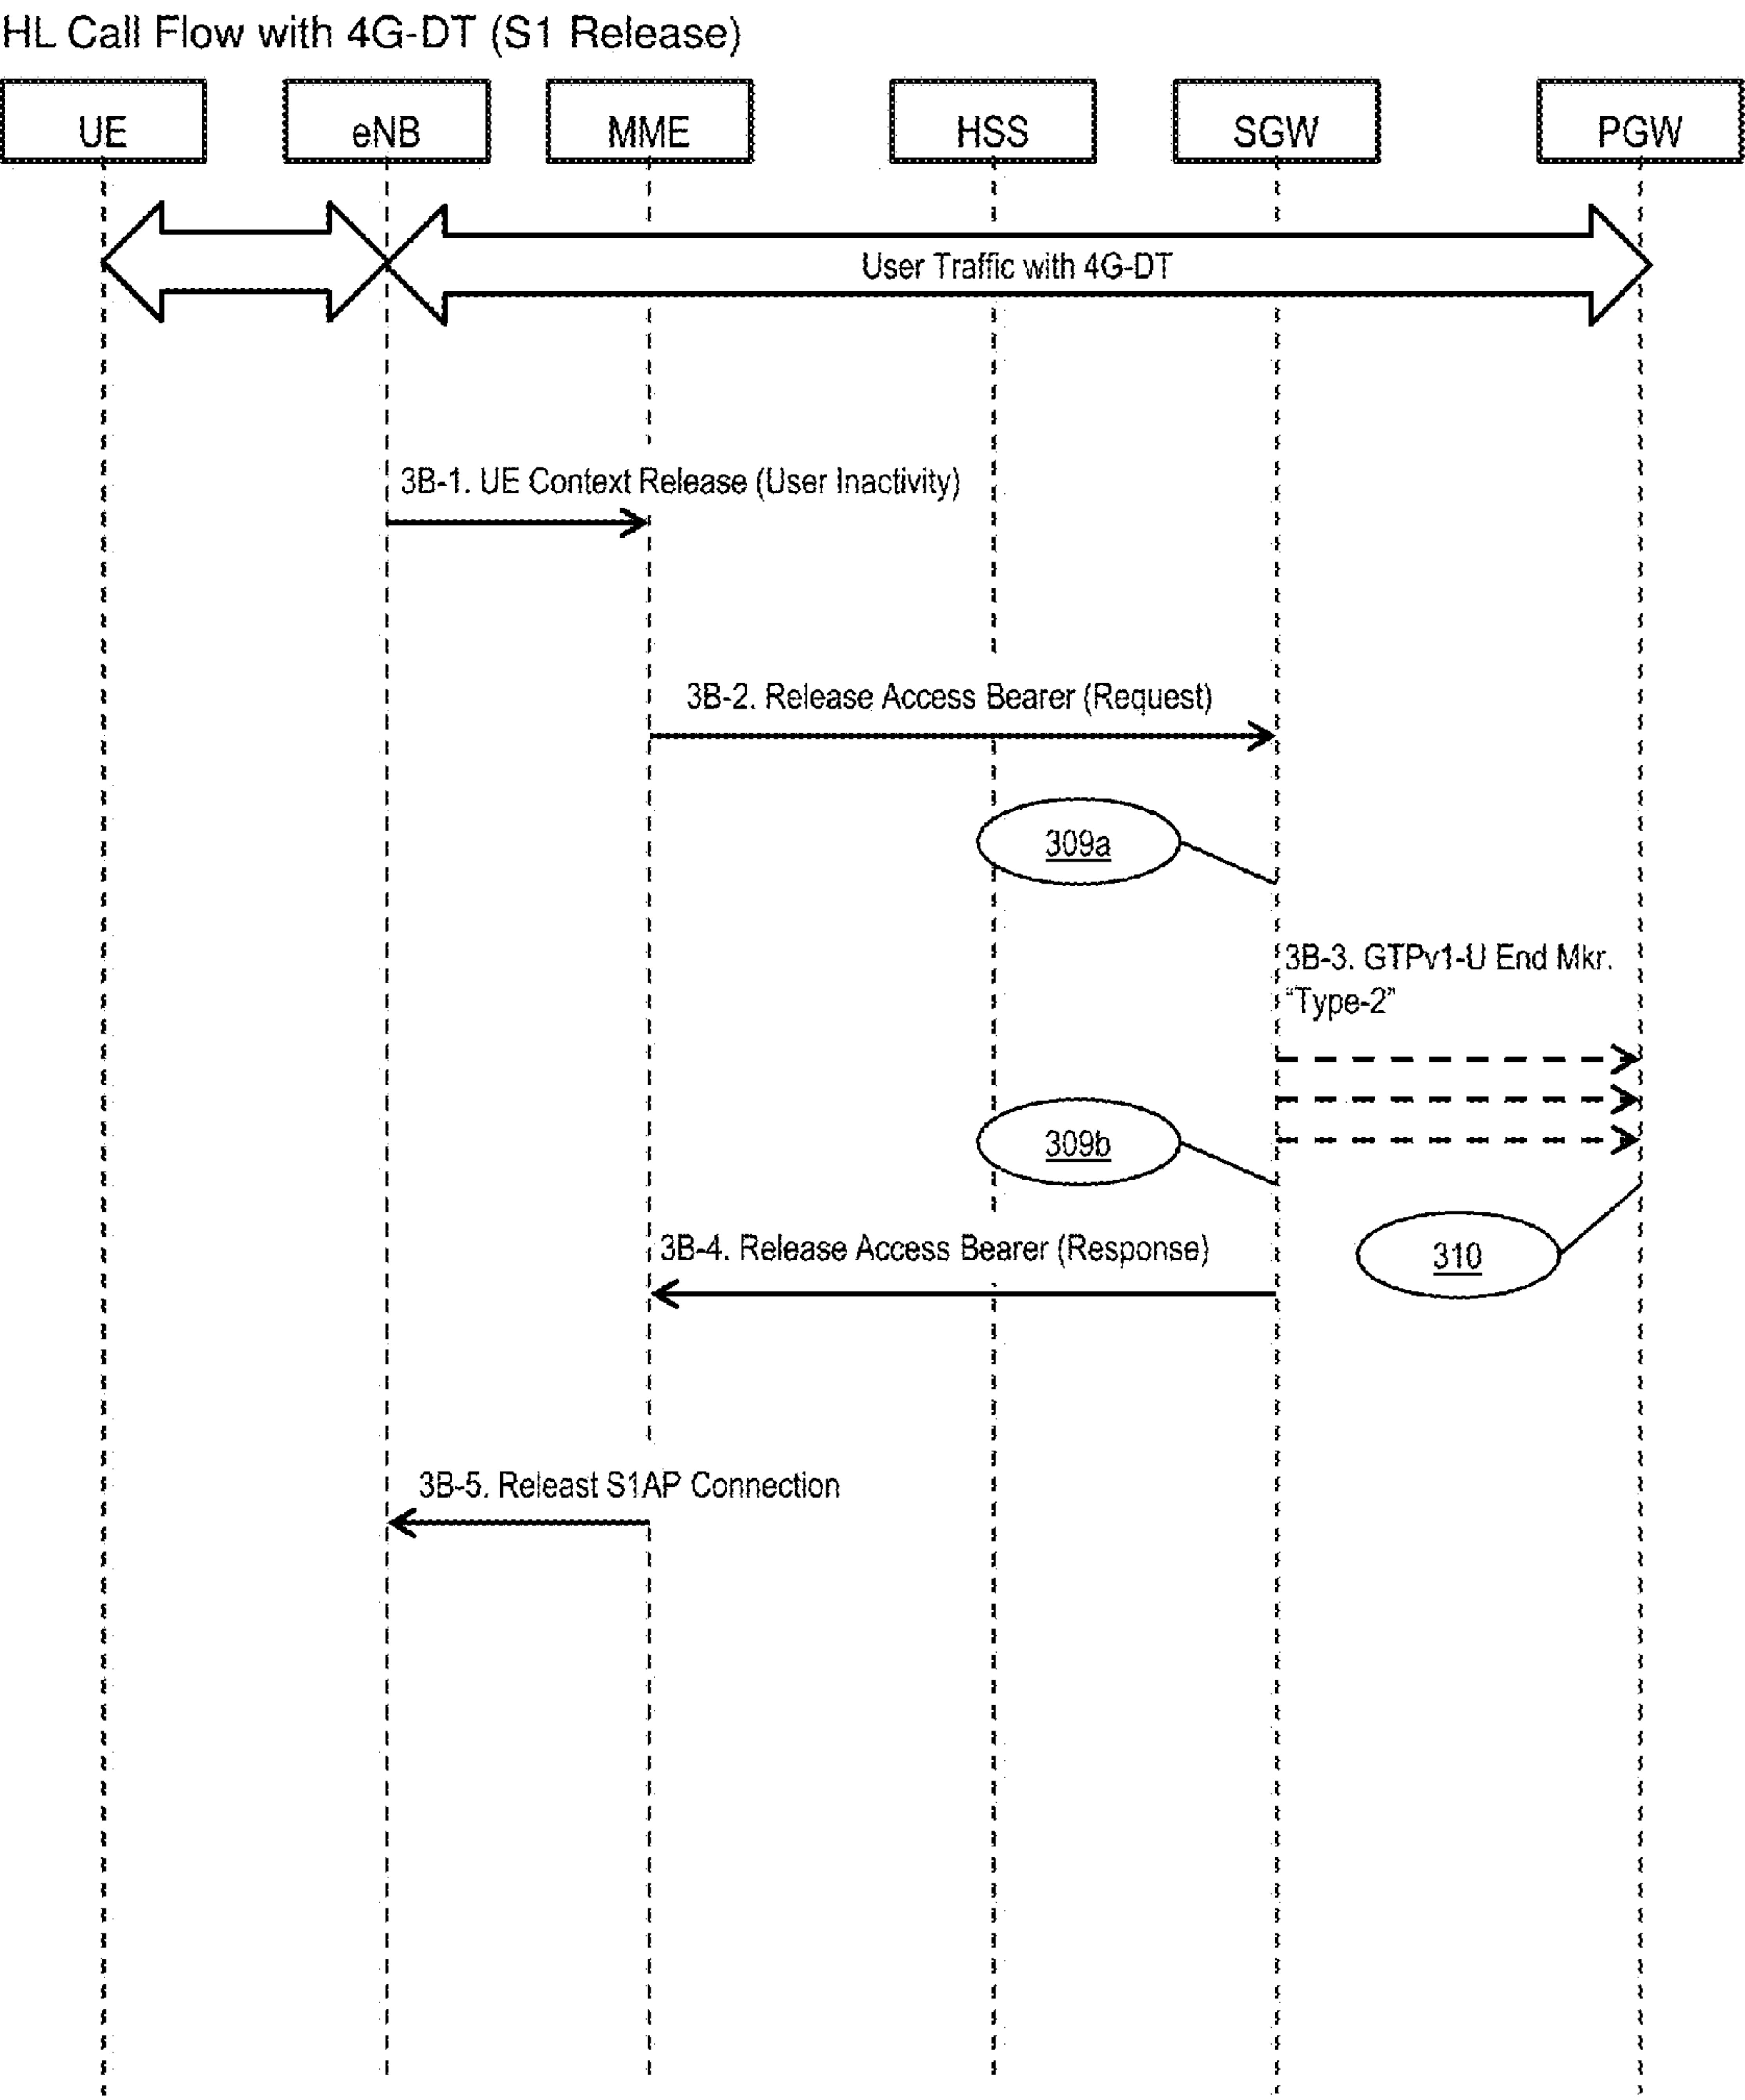 HL Call Flow with 4G-DT (S1 Release)
UE eNB MME HSS SGW PGW
User Traffic with 4G-DT
3B-1. UE Context Release (User Inactivity)
3B-2. Release Access Bearer (Request)
309a
3B-3. GTPv1-U End Mkr.
“Type-2”
309b
3B-4. Release Access Bearer (Response)
310
3B-5. Releast S1AP Connection